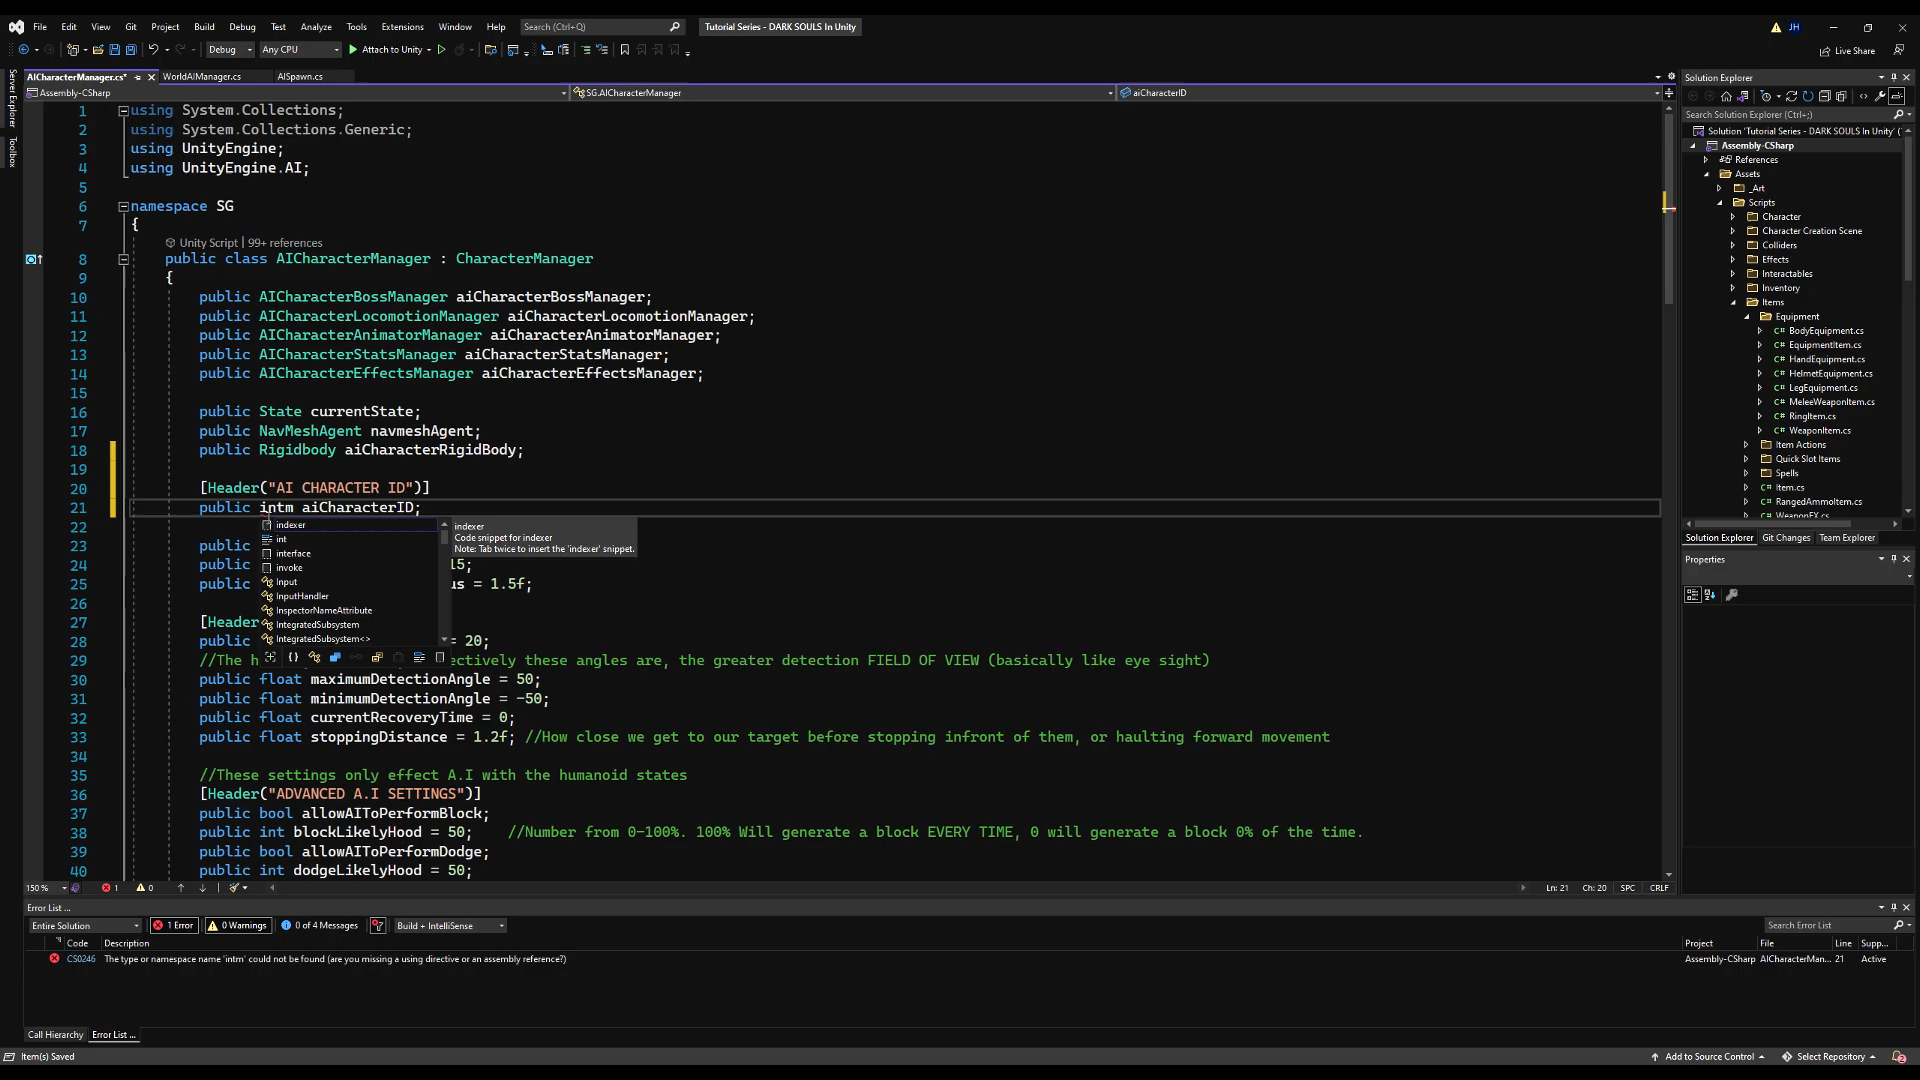 File Edit View Git Project Build Debug Test Analyze Tools Extensions Window Help Search (Ctrl+Q) Tutorial Series - DARK SOULS In Unity JH
Debug Any CPU Attach to Unity Live Share
AICharacterManager.cs* WorldAIManager.cs AISpawn.cs
Assembly-CSharp SG.AICharacterManager aiCharacterID
Server Explorer
Toolbox
1 using System.Collections;
2 using System.Collections.Generic;
3 using UnityEngine;
4 using UnityEngine.AI;
5
6 namespace SG
7 {
Unity Script | 99+ references
8 public class AICharacterManager : CharacterManager
9 {
10 public AICharacterBossManager aiCharacterBossManager;
11 public AICharacterLocomotionManager aiCharacterLocomotionManager;
12 public AICharacterAnimatorManager aiCharacterAnimatorManager;
13 public AICharacterStatsManager aiCharacterStatsManager;
14 public AICharacterEffectsManager aiCharacterEffectsManager;
15
16 public State currentState;
17 public NavMeshAgent navmeshAgent;
18 public Rigidbody aiCharacterRigidBody;
19
20 [Header("AI CHARACTER ID")]
21 public intm aiCharacterID;
22
23 public
24 public 15;
25 public us = 1.5f;
26
27 [Header
28 public = 20;
29 //The h ectively these angles are, the greater detection FIELD OF VIEW (basically like eye sight)
30 public float maximumDetectionAngle = 50;
31 public float minimumDetectionAngle = -50;
32 public float currentRecoveryTime = 0;
33 public float stoppingDistance = 1.2f; //How close we get to our target before stopping infront of them, or haulting forward movement
34
35 //These settings only effect A.I with the humanoid states
36 [Header("ADVANCED A.I SETTINGS")]
37 public bool allowAIToPerformBlock;
38 public int blockLikelyHood = 50; //Number from 0-100%. 100% Will generate a block EVERY TIME, 0 will generate a block 0% of the time.
39 public bool allowAIToPerformDodge;
40 public int dodgeLikelyHood = 50;
indexer
int
interface
invoke
Input
InputHandler
InspectorNameAttribute
IntegratedSubsystem
IntegratedSubsystem<>
indexer
Code snippet for indexer
Note: Tab twice to insert the 'indexer' snippet.
150 % 1 0 Ln: 21 Ch: 20 SPC CRLF
Solution Explorer
Search Solution Explorer (Ctrl+;)
Solution 'Tutorial Series - DARK SOULS In Unity' (
Assembly-CSharp
References
Assets
_Art
Scripts
Character
Character Creation Scene
Colliders
Effects
Interactables
Inventory
Items
Equipment
C# BodyEquipment.cs
C# EquipmentItem.cs
C# HandEquipment.cs
C# HelmetEquipment.cs
C# LegEquipment.cs
C# MeleeWeaponItem.cs
C# RingItem.cs
C# WeaponItem.cs
Item Actions
Quick Slot Items
Spells
C# Item.cs
C# RangedAmmoItem.cs
C# WeaponFX.cs
Solution Explorer Git Changes Team Explorer
Properties
Error List ...
Entire Solution 1 Error 0 Warnings 0 of 4 Messages Build + IntelliSense Search Error List
Code Description Project File Line Supp...
CS0246 The type or namespace name 'intm' could not be found (are you missing a using directive or an assembly reference?) Assembly-CSharp AICharacterMan... 21 Active
Call Hierarchy Error List ...
Item(s) Saved Add to Source Control Select Repository 2